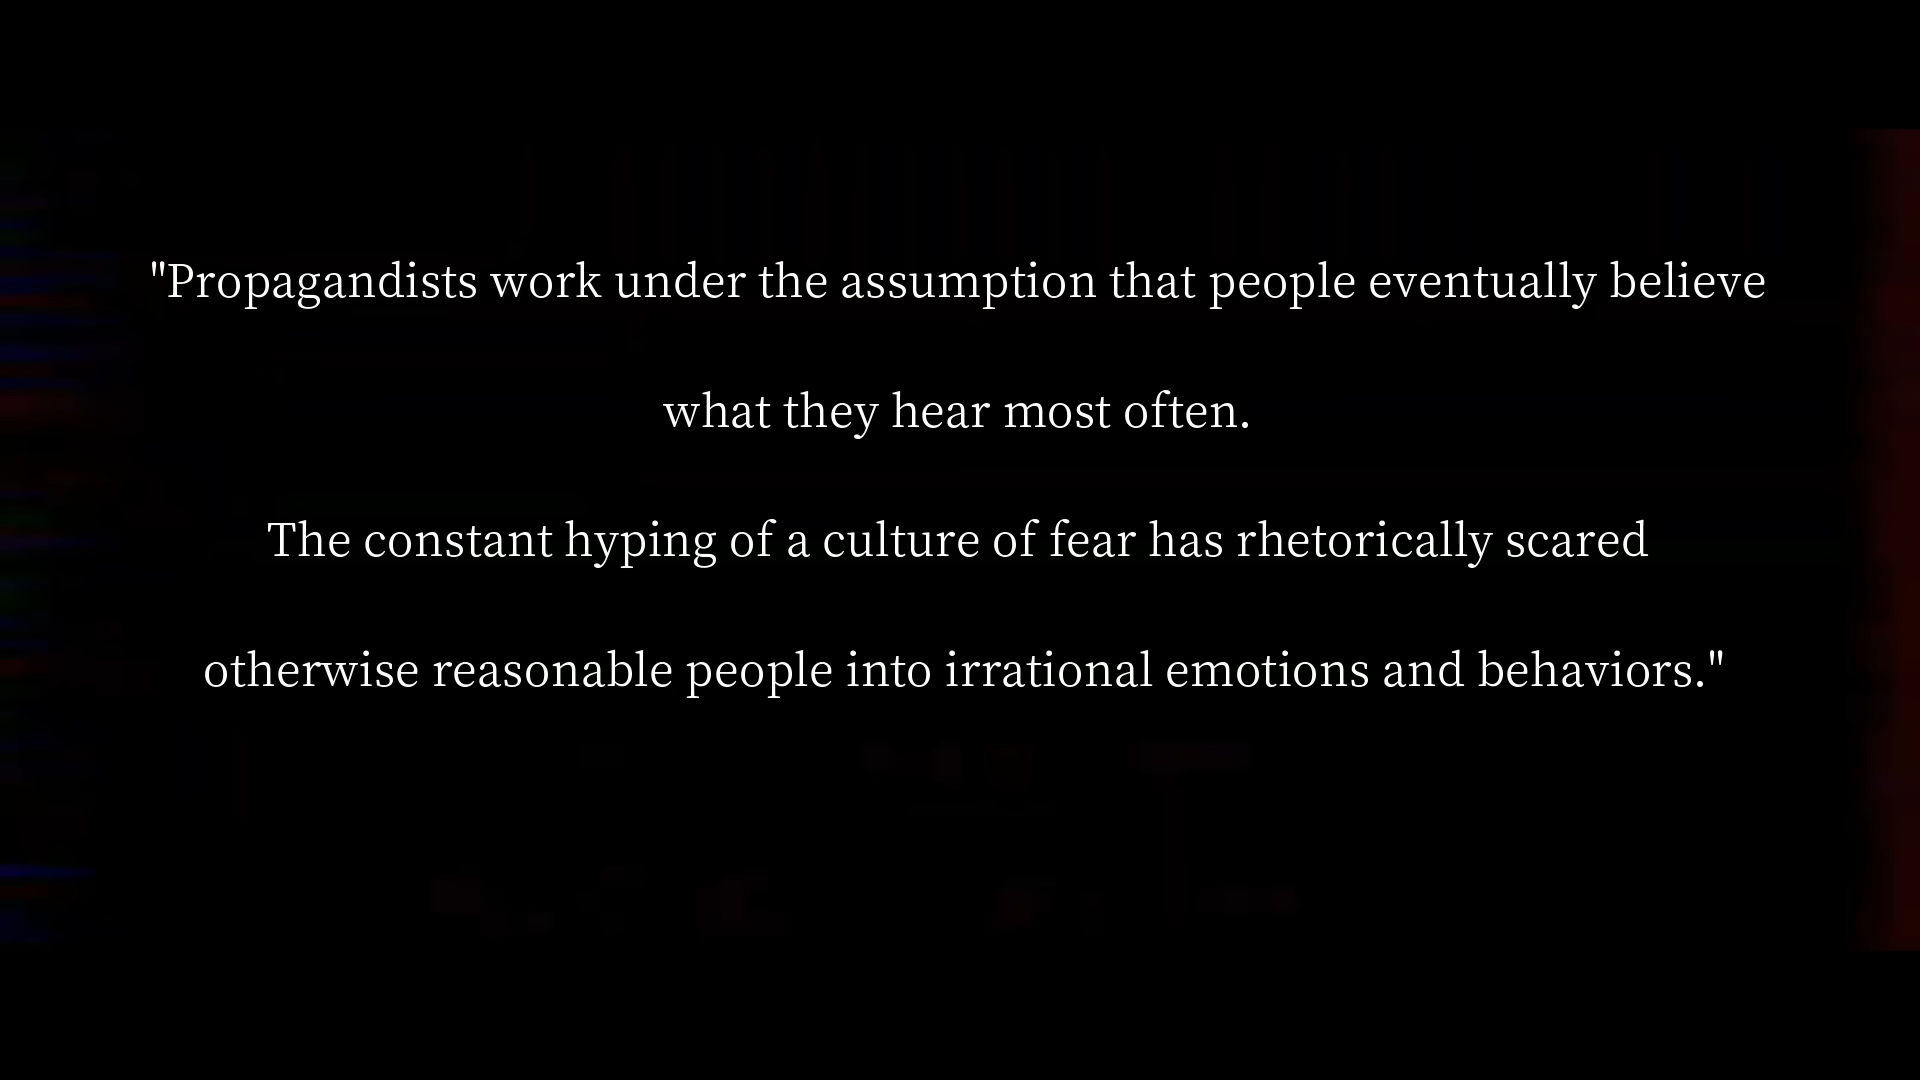 "Propagandists work under the assumption that people eventually believe
what they hear most often.
The constant hyping of a culture of fear has rhetorically scared
otherwise reasonable people into irrational emotions and behaviors."